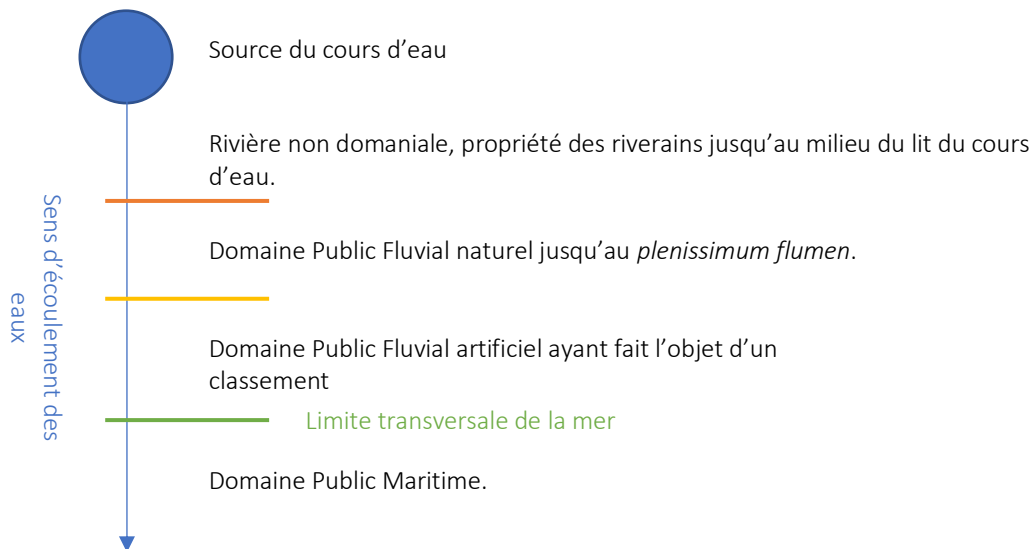 Source du cours d’eau
Rivière non domaniale, propriété des riverains jusqu’au milieu du lit du cours
d’eau.
Sens d’écoulement des
eaux
Domaine Public Fluvial naturel jusqu’au plenissimum flumen.
Domaine Public Fluvial artificiel ayant fait l’objet d’un
classement
Limite transversale de la mer
Domaine Public Maritime.